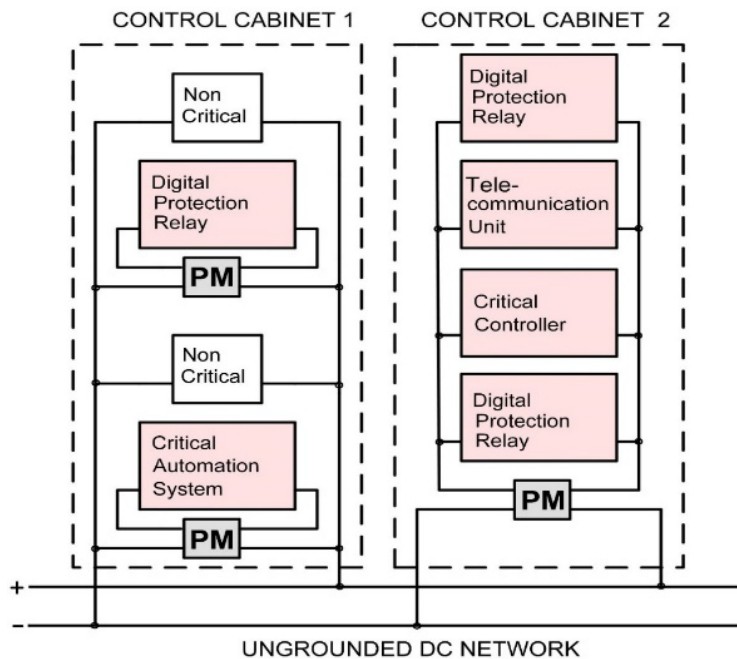 CONTROL CABINET 1
Non
Critical
Digital
Protection
Relay
PM
Non
Critical
Critical
Automation
System
PM
CONTROL CABINET 2
Digital
Protection
Relay
Tele-
communication
Unit
Critical
Controller
Digital
Protection
Relay
PM
+
-
UNGROUNDED DC NETWORK